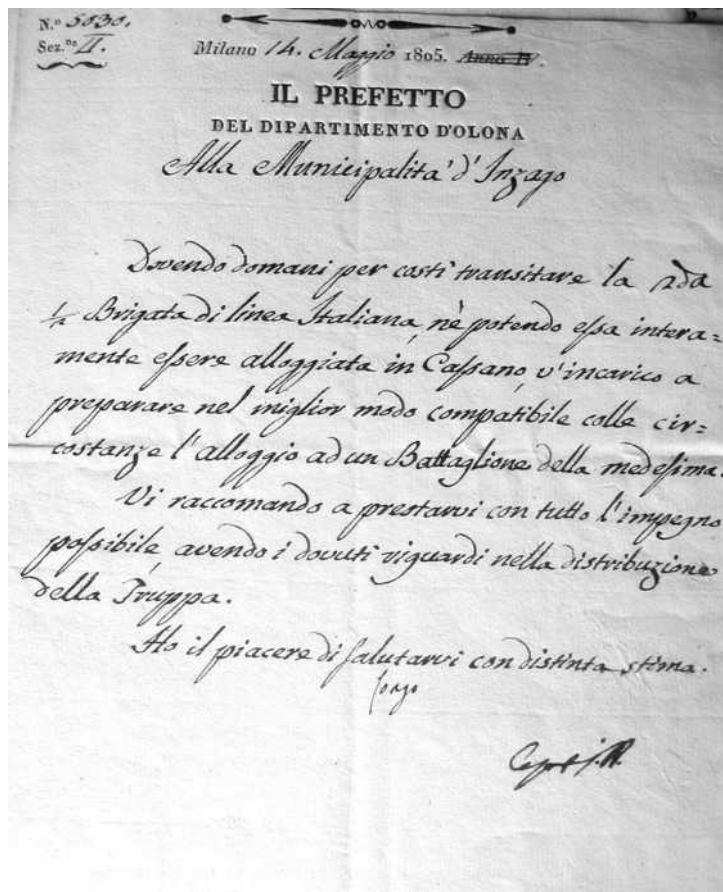 N.º 5030.
Sez.ne II.
Milano 14. Maggio 1805. Anno IV.
IL PREFETTO
DEL DIPARTIMENTO D'OLONA
Alla Municipalita' d'Inzago
Dovendo domani per costì transitare la 2da
1/2 Brigata di linea Italiana, nè potendo essa intera=
mente essere alloggiata in Cassano, v'incarico a
preparare nel miglior modo compatibile colle cir=
costanze l'alloggio ad un Battaglione della medesima.
Vi raccomando a prestarvi con tutto l'impegno
possibile, avendo i dovuti riguardi nella distribuzione
della Truppa.
Ho il piacere di salutarvi con distinta stima.